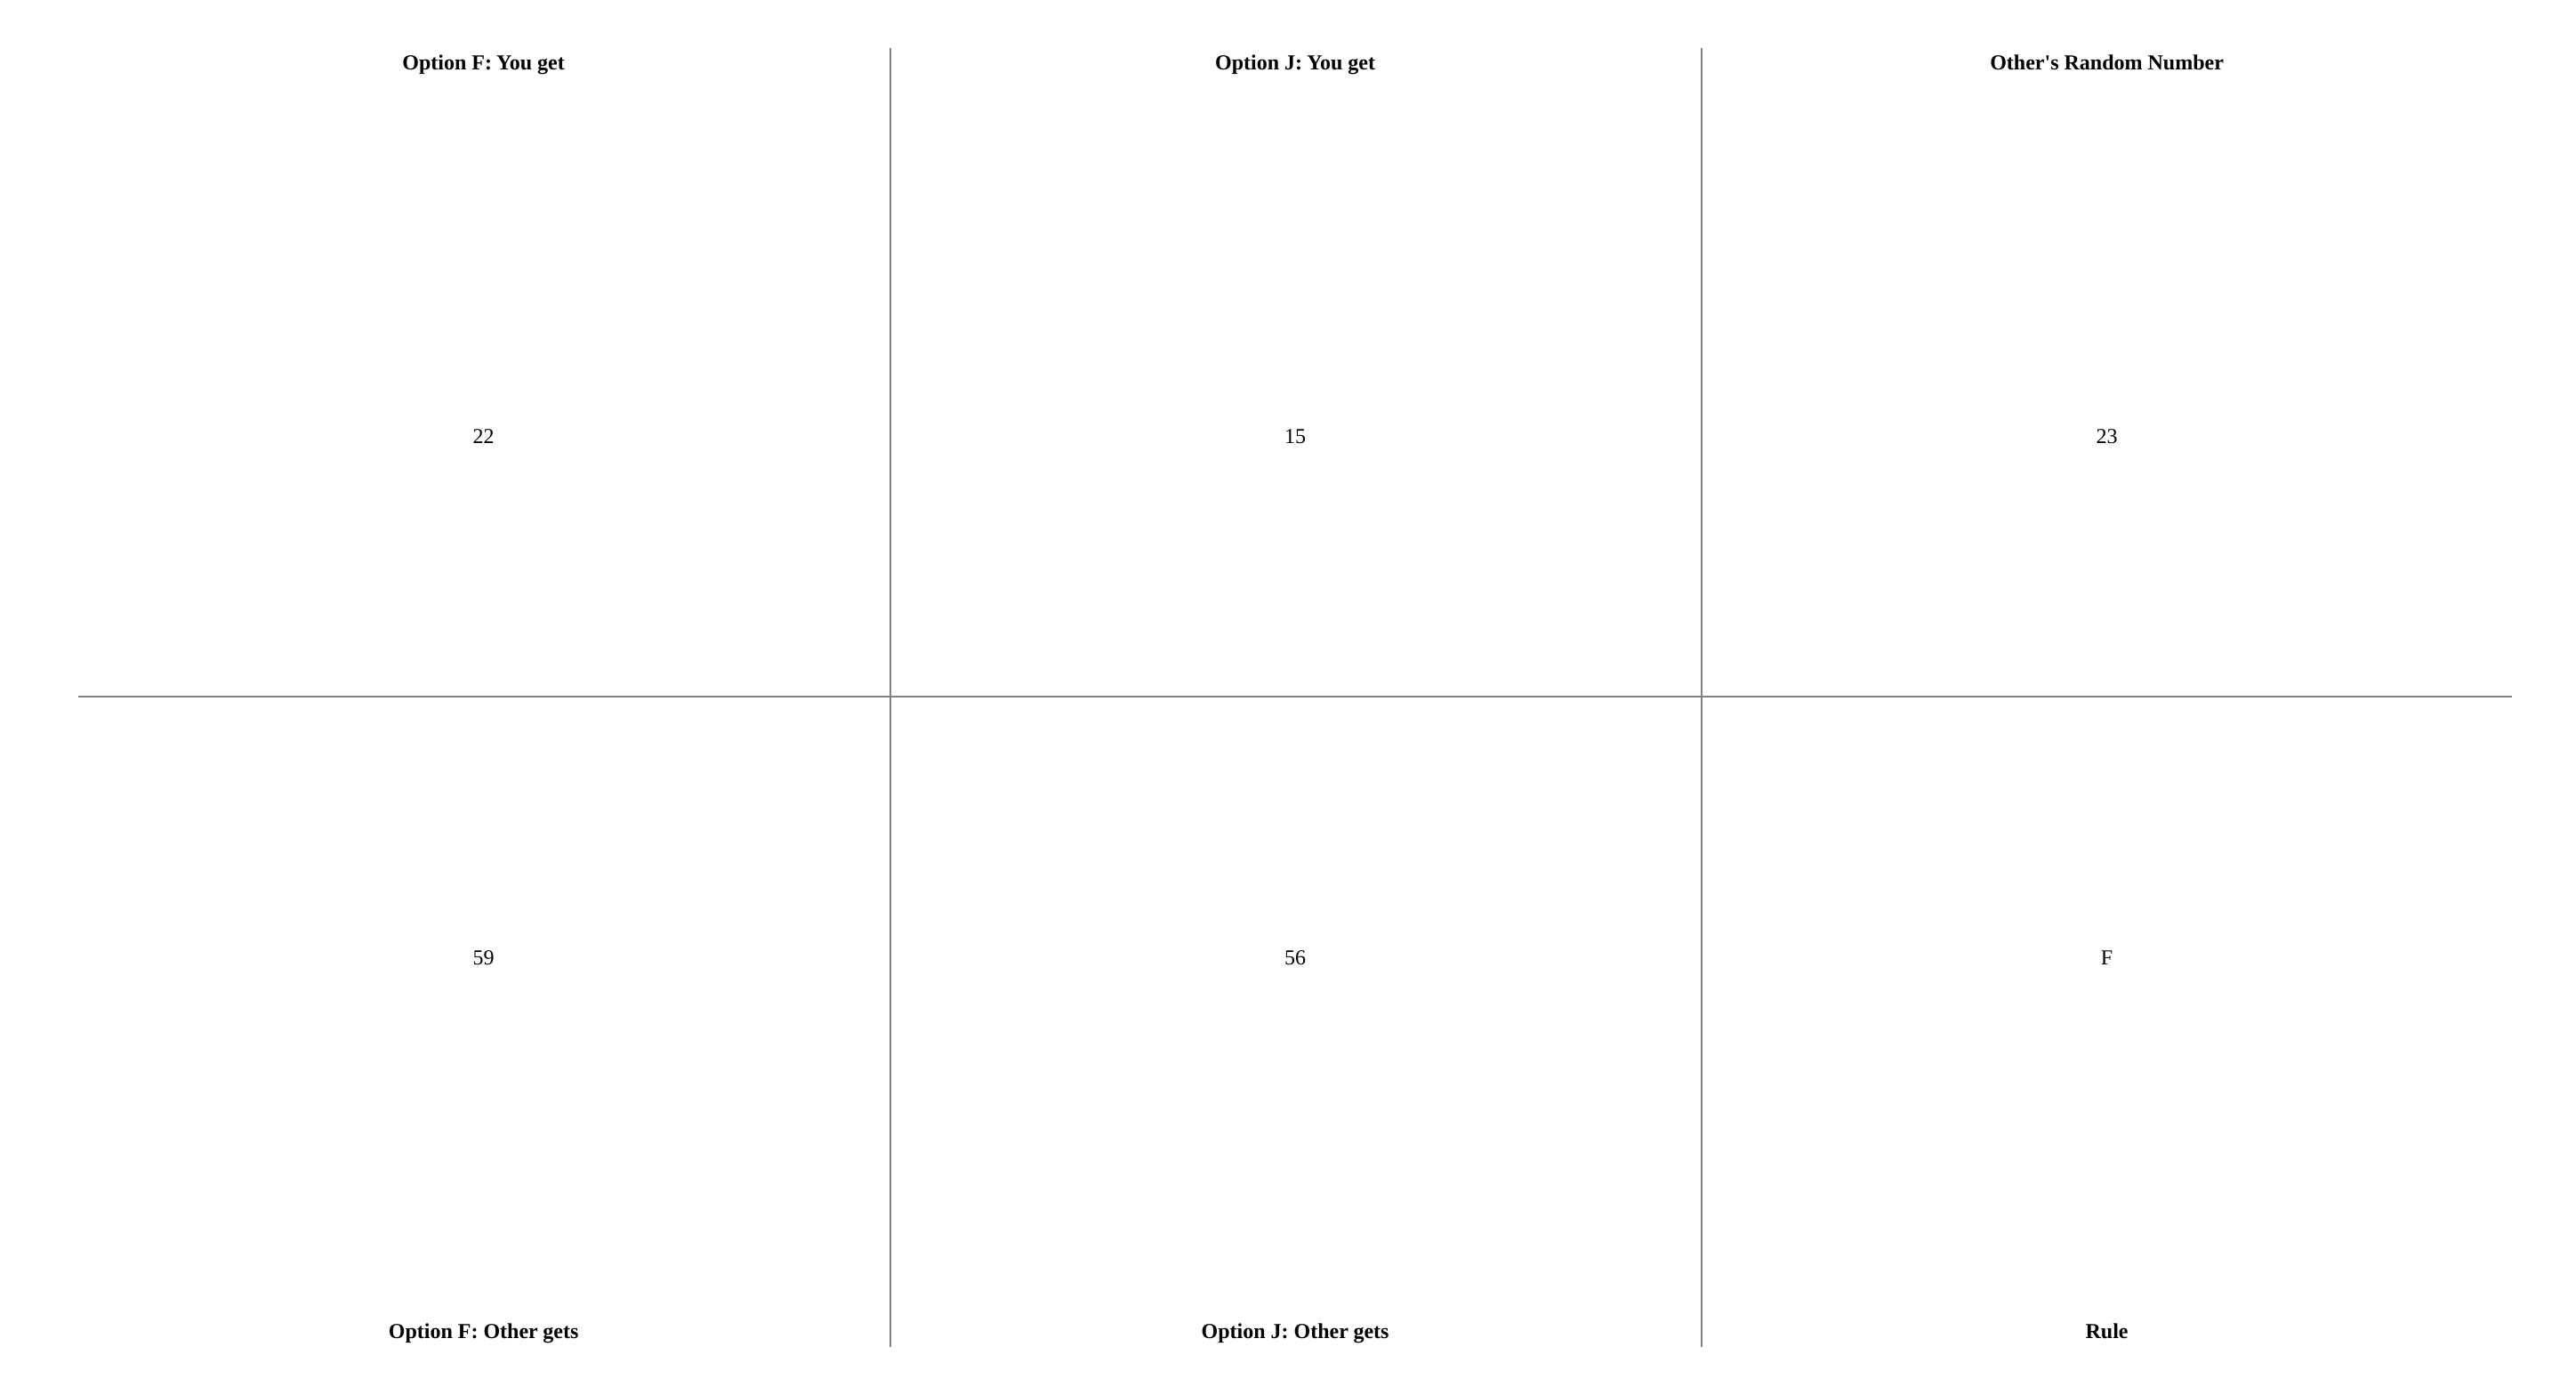 Option F: You get
Option J: You get
Other's Random Number
22
15
23
59
56
F
Option F: Other gets
Option J: Other gets
Rule